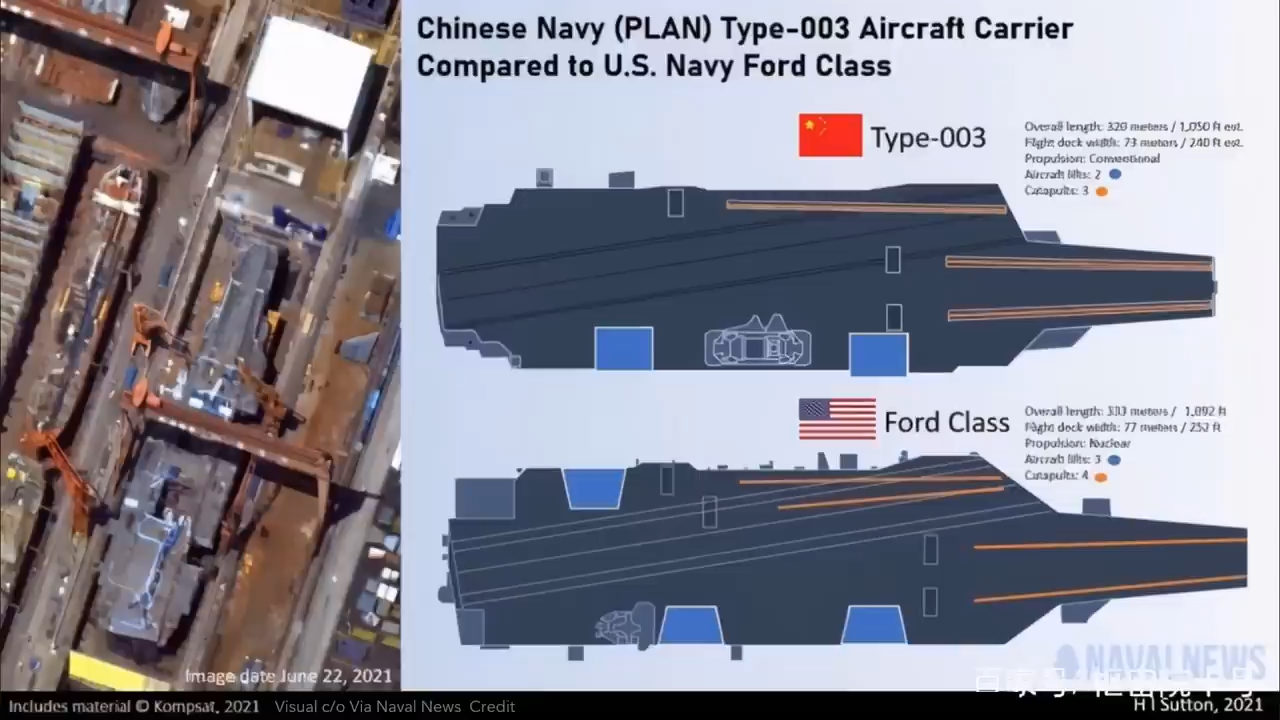 Chinese Navy (PLAN) Type-003 Aircraft Carrier
Compared to U.S. Navy Ford Class
Type-003
Overall length: 320 meters / 1,050 ft est.
Flight deck width: 73 meters / 240 ft est.
Propulsion: Conventional
Aircraft lifts: 2
Catapults: 3
Ford Class
Overall length: 333 meters / 1,092 ft
Flight deck width: 77 meters / 252 ft
Propulsion: Nuclear
Aircraft lifts: 3
Catapults: 4
Image date June 22, 2021
NAVAL NEWS
百家号/
Includes material © Kompsat, 2021
Visual c/o Via Naval News Credit
H I Sutton, 2021